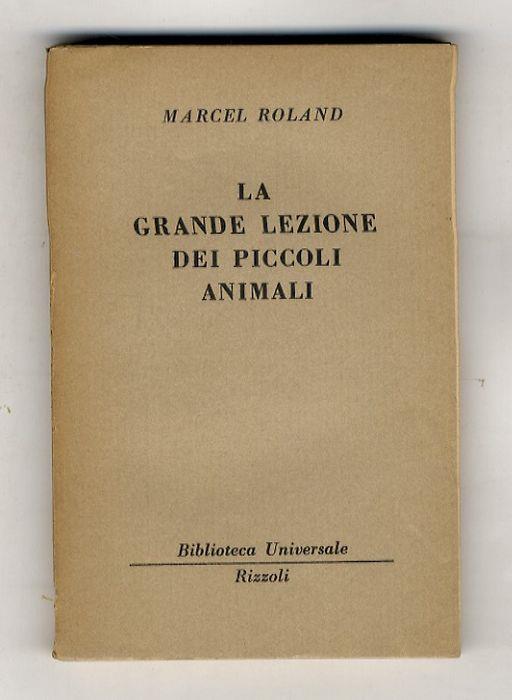 MARCEL ROLAND
LA
GRANDE LEZIONE
DEI PICCOLI
ANIMALI
Biblioteca Universale
Rizzoli